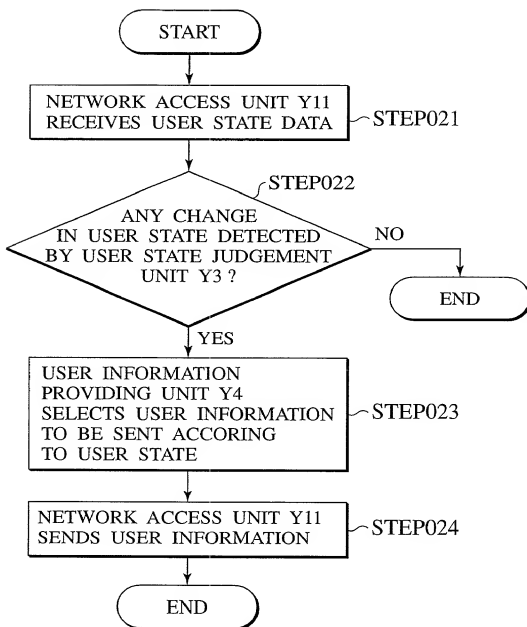 START
NETWORK ACCESS UNIT Y11
RECEIVES USER STATE DATA
STEP021
STEP022
ANY CHANGE
IN USER STATE DETECTED
BY USER STATE JUDGEMENT
UNIT Y3 ?
NO
END
YES
USER INFORMATION
PROVIDING UNIT Y4
SELECTS USER INFORMATION
TO BE SENT ACCORING
TO USER STATE
STEP023
NETWORK ACCESS UNIT Y11
SENDS USER INFORMATION
STEP024
END